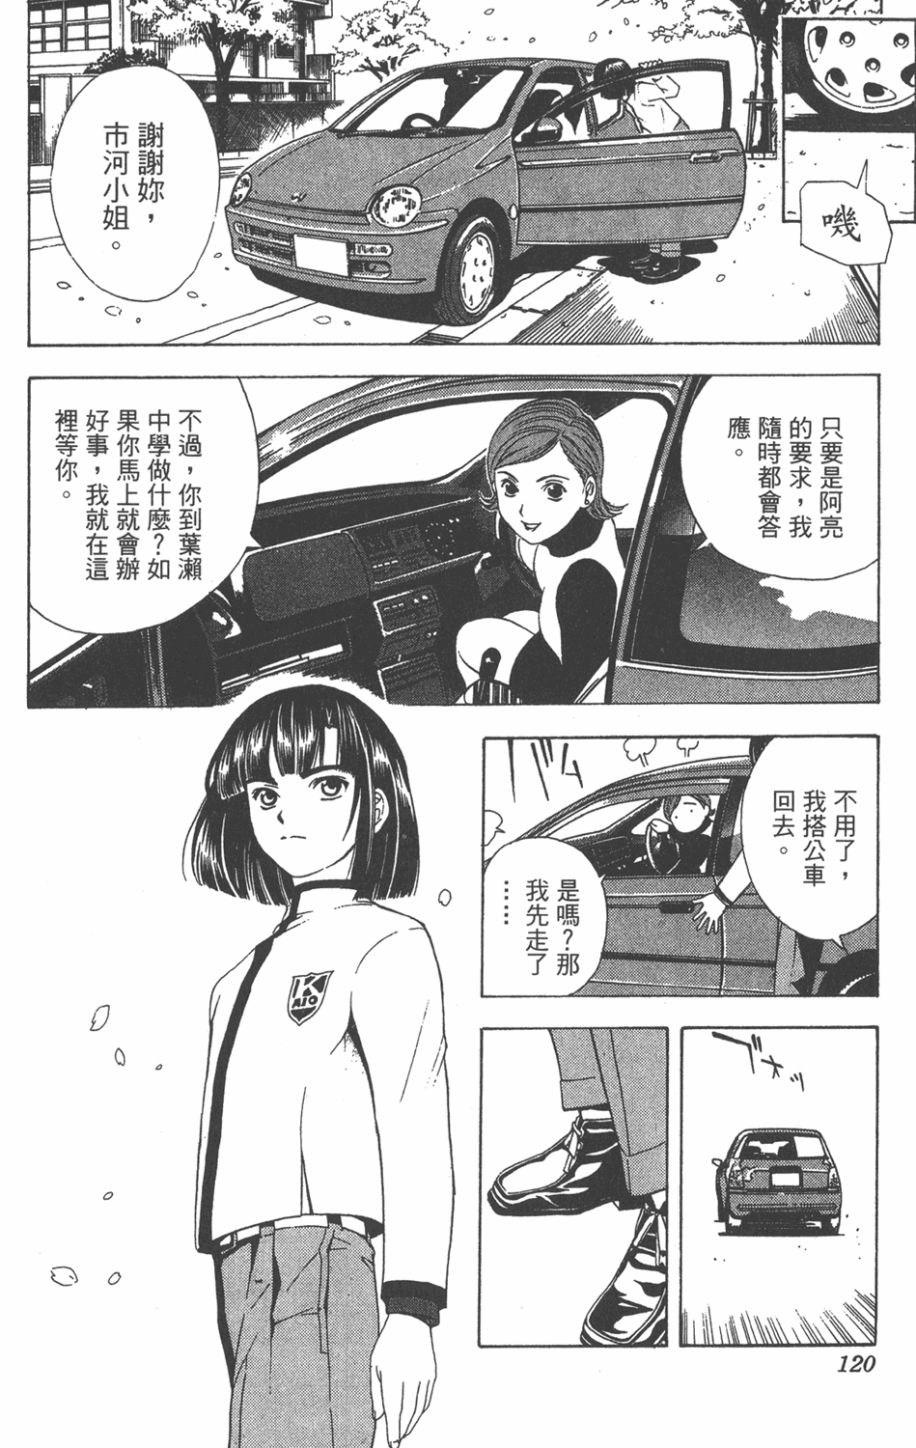 嘰
謝謝妳，
市河小姐。
只要是阿亮
的要求，我
隨時都會答
應。
不過，你到葉瀨
中學做什麼？如
果你馬上就會辦
好事，我就在這
裡等你。
不用了，
我搭公車
回去。
是嗎？那
我先走了
……
K
AIO
120